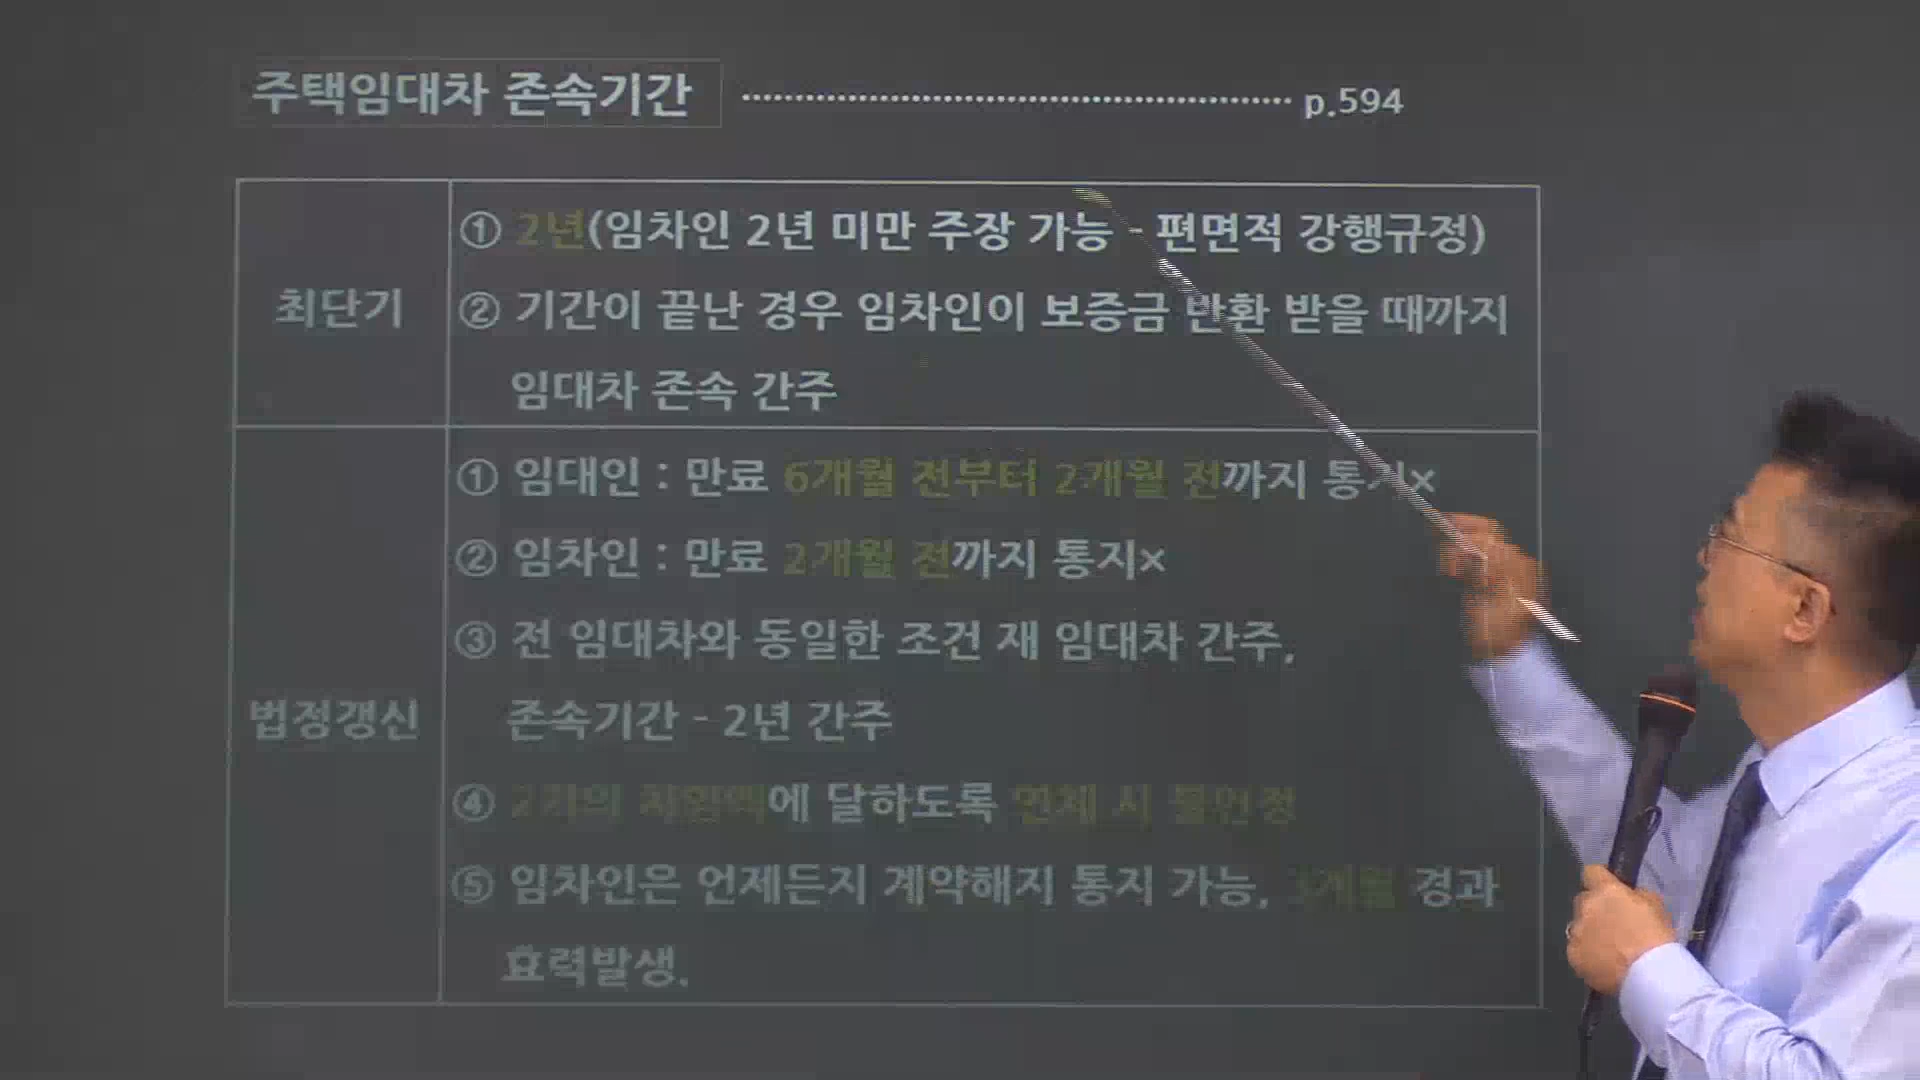 주택임대차 존속기간 p.594
최단기
① 2년(임차인 2년 미만 주장 가능 - 편면적 강행규정)
② 기간이 끝난 경우 임차인이 보증금 반환 받을 때까지
임대차 존속 간주
법정갱신
① 임대인 : 만료 6개월 전부터 2개월 전까지 통지×
② 임차인 : 만료 2개월 전까지 통지×
③ 전 임대차와 동일한 조건 재 임대차 간주.
존속기간 - 2년 간주
④ 2기의 차임액에 달하도록 연체 시 불인정
⑤ 임차인은 언제든지 계약해지 통지 가능, 3개월 경과
효력발생.